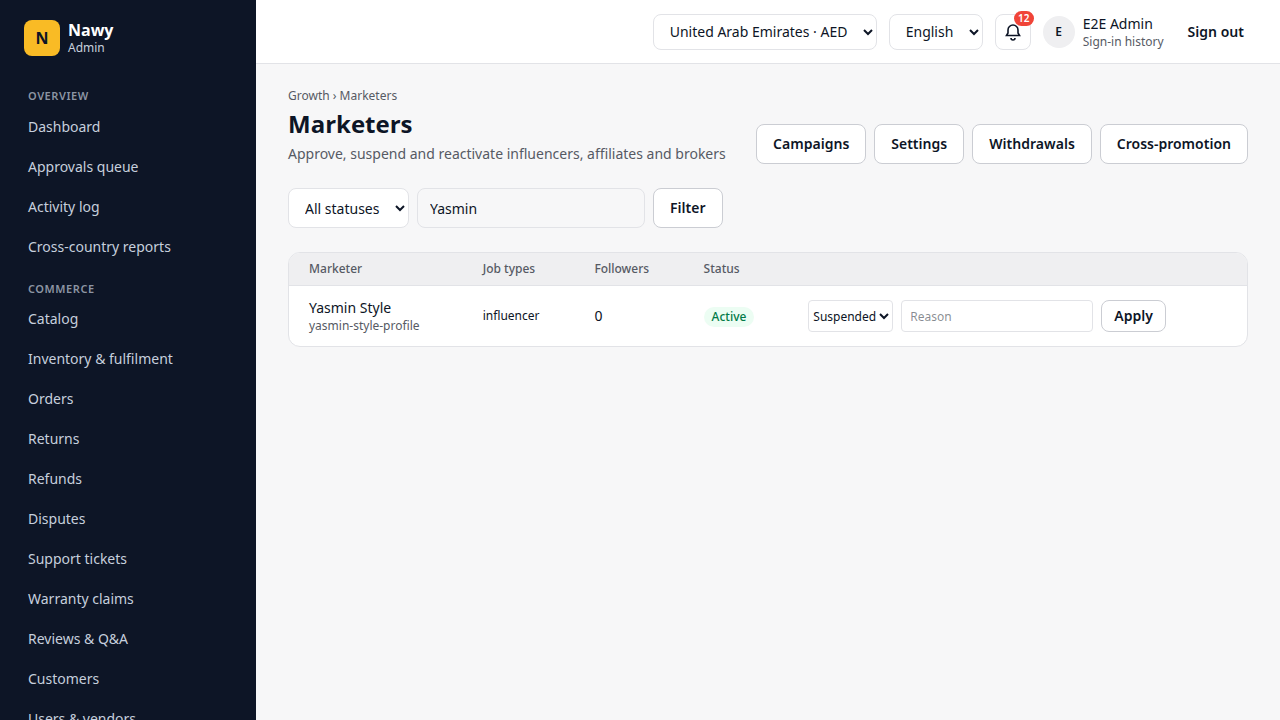 N
Nawy
Admin
OVERVIEW
Dashboard
Approvals queue
Activity log
Cross-country reports
COMMERCE
Catalog
Inventory & fulfilment
Orders
Returns
Refunds
Disputes
Support tickets
Warranty claims
Reviews & Q&A
Customers
Users & vendors
United Arab Emirates · AED
English
12
E
E2E Admin
Sign-in history
Sign out
Growth › Marketers
Marketers
Approve, suspend and reactivate influencers, affiliates and brokers
Campaigns
Settings
Withdrawals
Cross-promotion
All statuses
Yasmin
Filter
Marketer Job types Followers Status
Yasmin Style
yasmin-style-profile
influencer
0
Active
Suspended
Reason
Apply